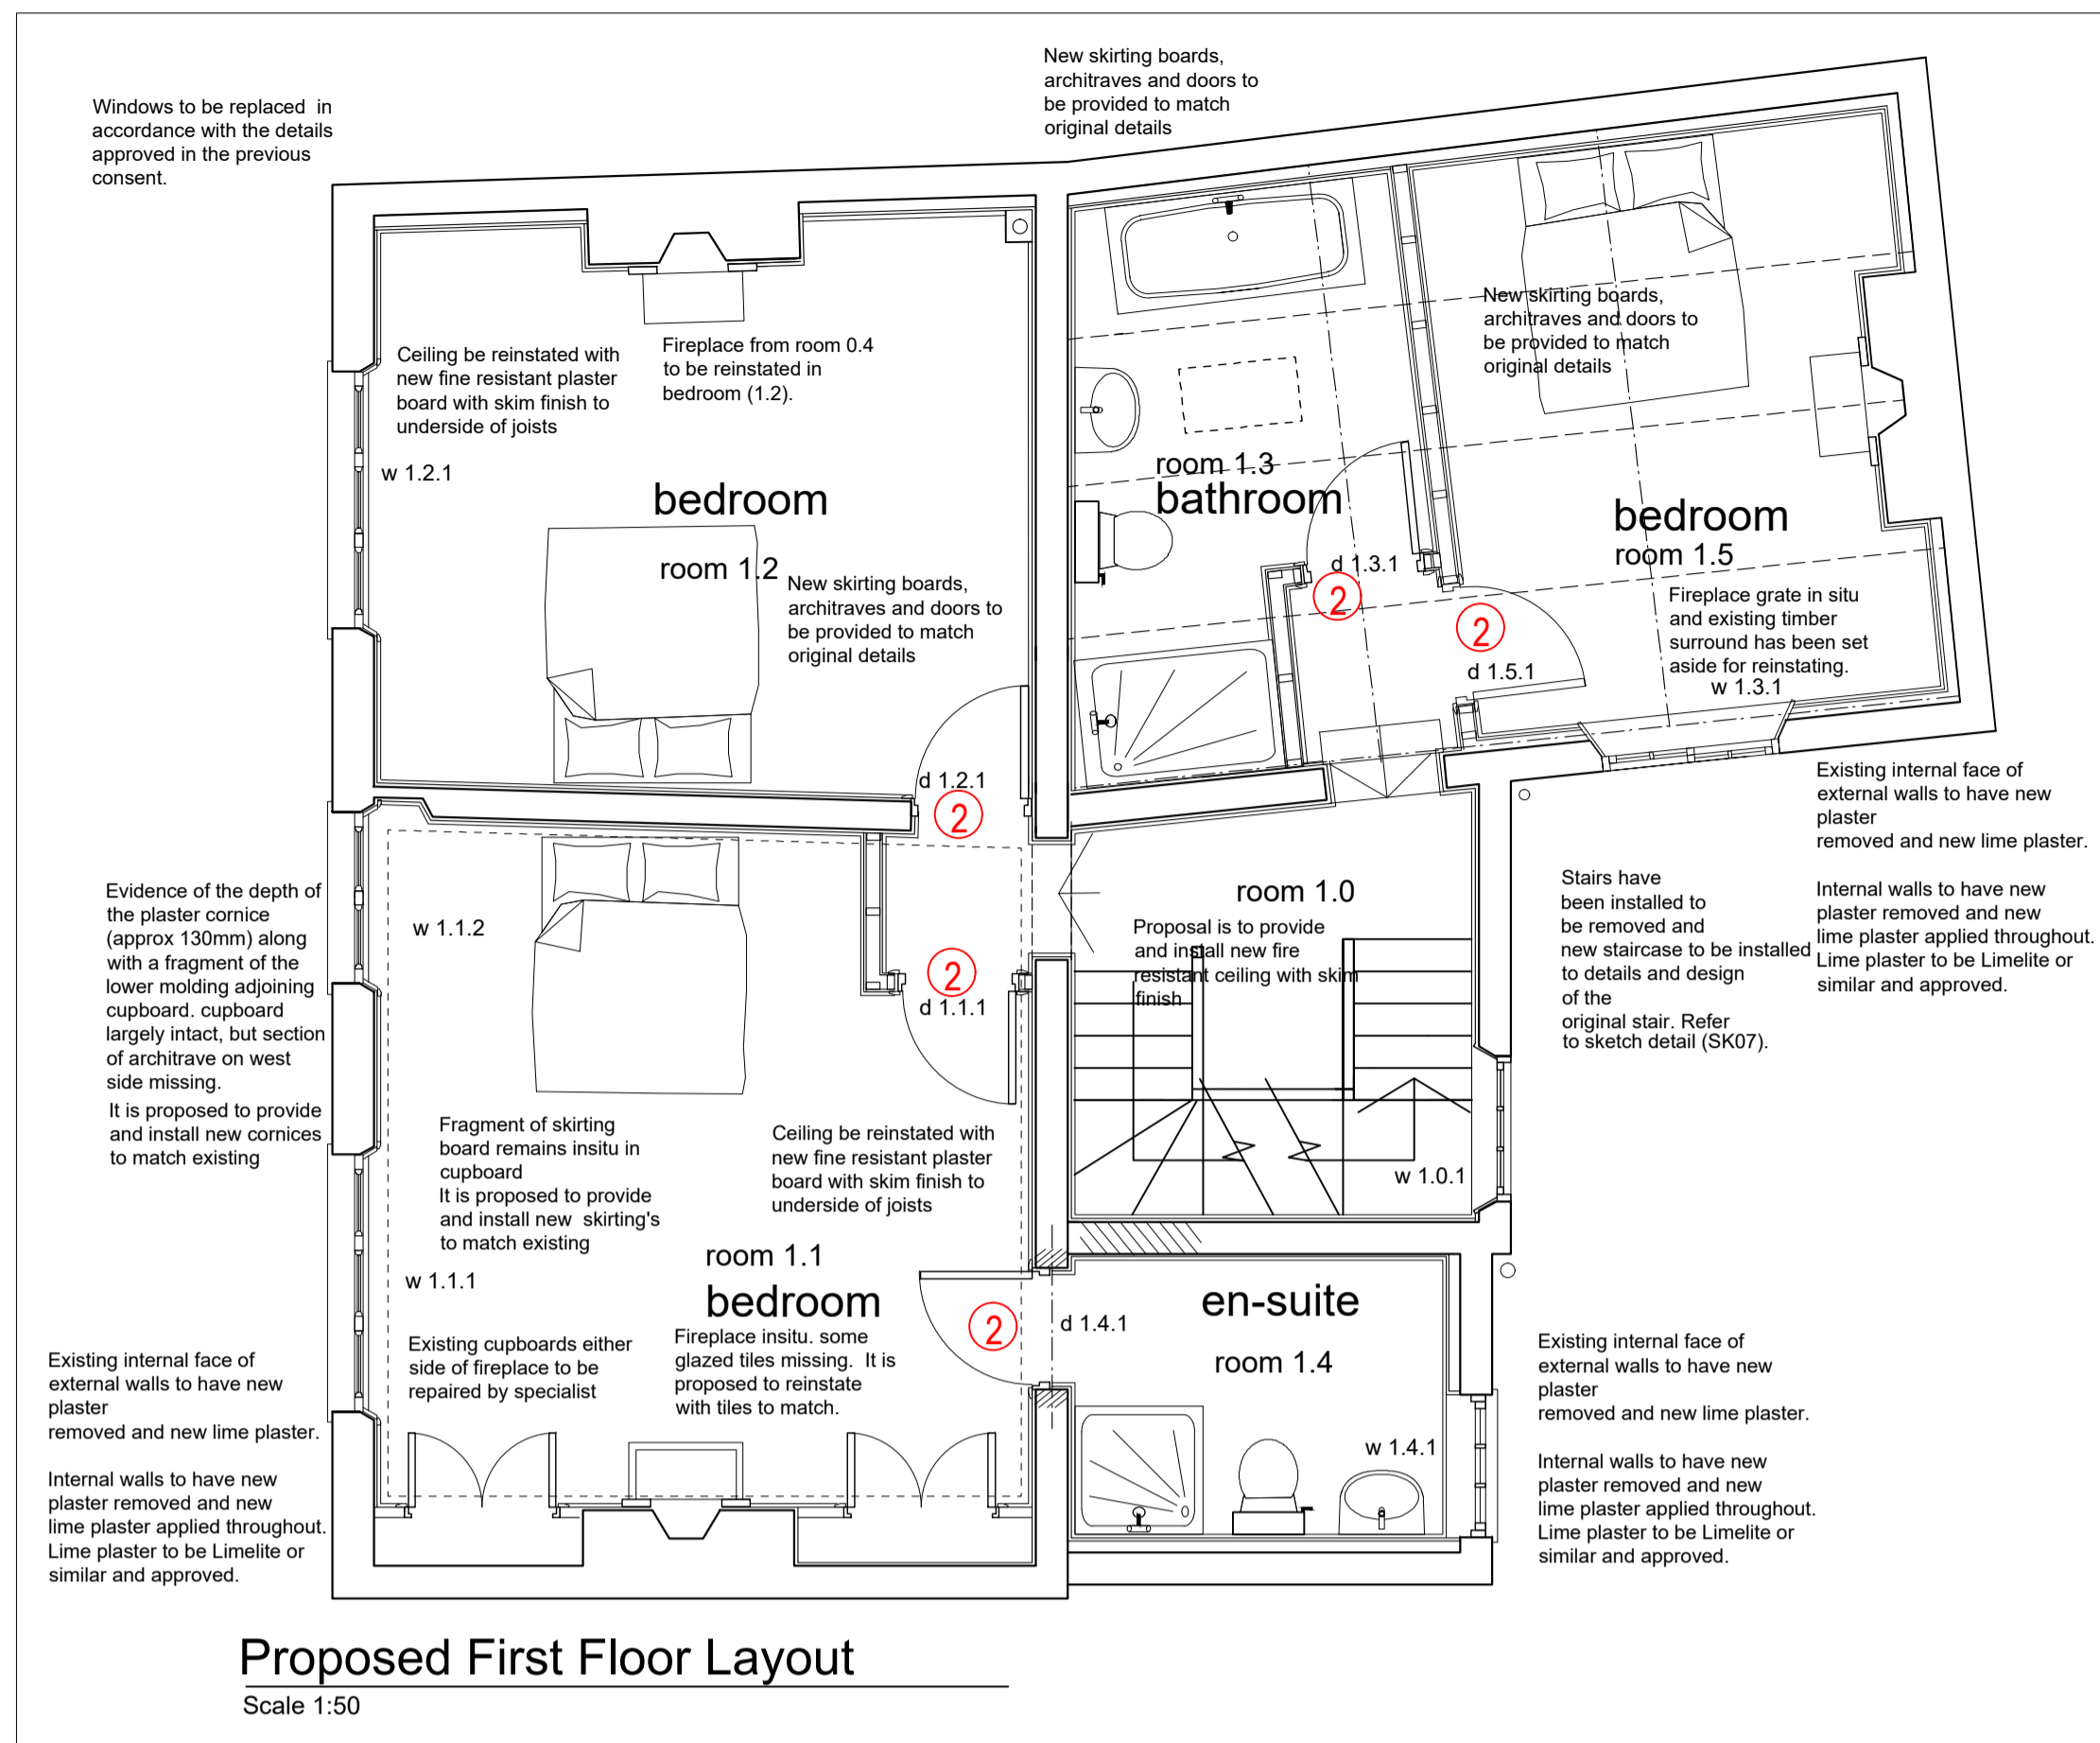 New skirting boards,
architraves and doors to
be provided to match
original details
Windows to be replaced  in
accordance with the details
approved in the previous
consent.
Ceiling be reinstated with
new fine resistant plaster
board with skim finish to
underside of joists
Fireplace from room 0.4
to be reinstated in
bedroom (1.2).
w 1.2.1
bedroom
room 1.2
New skirting boards,
architraves and doors to
be provided to match
original details
d 1.2.1
2
room 1.3
bathroom
d 1.3.1
2
New skirting boards,
architraves and doors to
be provided to match
original details
bedroom
room 1.5
2
d 1.5.1
Fireplace grate in situ
and existing timber
surround has been set
aside for reinstating.
w 1.3.1
Existing internal face of
external walls to have new
plaster
removed and new lime plaster.
Internal walls to have new
plaster removed and new
lime plaster applied throughout.
Lime plaster to be Limelite or
similar and approved.
Stairs have
been installed to
be removed and
new staircase to be installed
to details and design
of the
original stair. Refer
to sketch detail (SK07).
room 1.0
Proposal is to provide
and install new fire
resistant ceiling with skim
finish
w 1.0.1
Evidence of the depth of
the plaster cornice
(approx 130mm) along
with a fragment of the
lower molding adjoining
cupboard. cupboard
largely intact, but section
of architrave on west
side missing.
It is proposed to provide
and install new cornices
to match existing
w 1.1.2
2
d 1.1.1
Fragment of skirting
board remains insitu in
cupboard
It is proposed to provide
and install new  skirting's
to match existing
Ceiling be reinstated with
new fine resistant plaster
board with skim finish to
underside of joists
room 1.1
bedroom
w 1.1.1
Existing cupboards either
side of fireplace to be
repaired by specialist
Fireplace insitu. some
glazed tiles missing.  It is
proposed to reinstate
with tiles to match.
2
d 1.4.1
en-suite
room 1.4
w 1.4.1
Existing internal face of
external walls to have new
plaster
removed and new lime plaster.
Internal walls to have new
plaster removed and new
lime plaster applied throughout.
Lime plaster to be Limelite or
similar and approved.
Existing internal face of
external walls to have new
plaster
removed and new lime plaster.
Internal walls to have new
plaster removed and new
lime plaster applied throughout.
Lime plaster to be Limelite or
similar and approved.
Proposed First Floor Layout
Scale 1:50